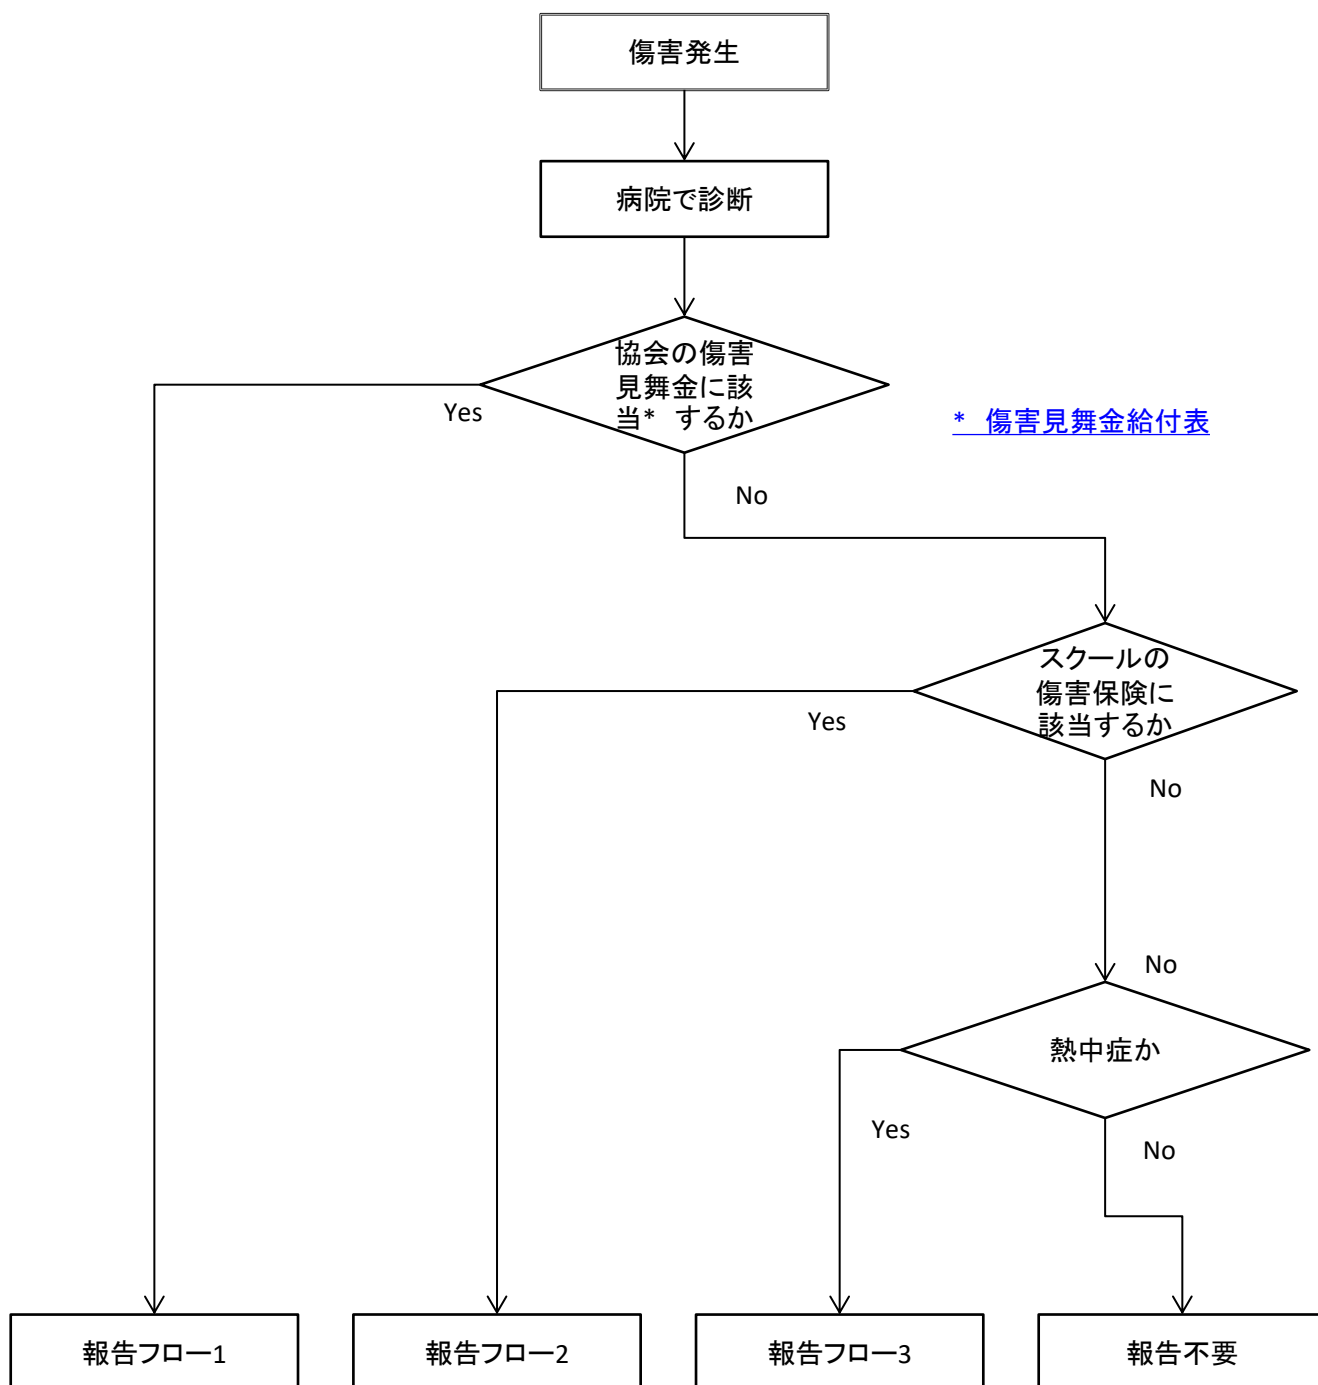 傷害発生
病院で診断
協会の傷害
見舞金に該
当* するか
Yes
* 傷害見舞金給付表
No
スクールの
傷害保険に
該当するか
Yes
No
No
熱中症か
Yes
No
報告フロー1
報告フロー2
報告フロー3
報告不要